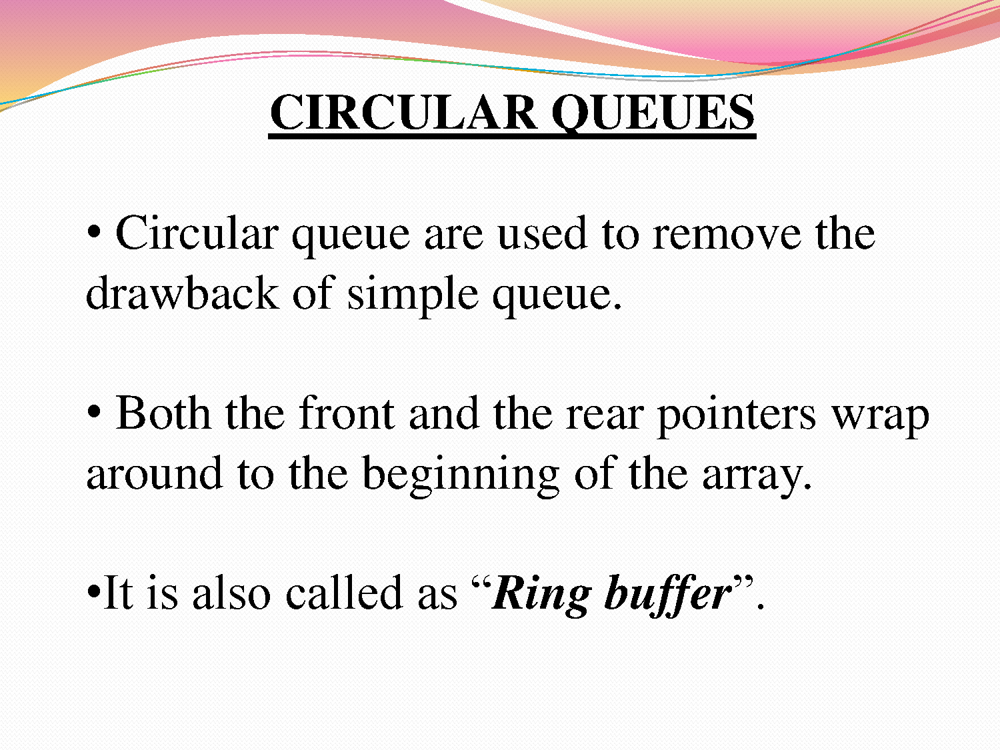 CIRCULAR QUEUES
• Circular queue are used to remove the
drawback of simple queue.
• Both the front and the rear pointers wrap
around to the beginning of the array.
•It is also called as “Ring buffer”.